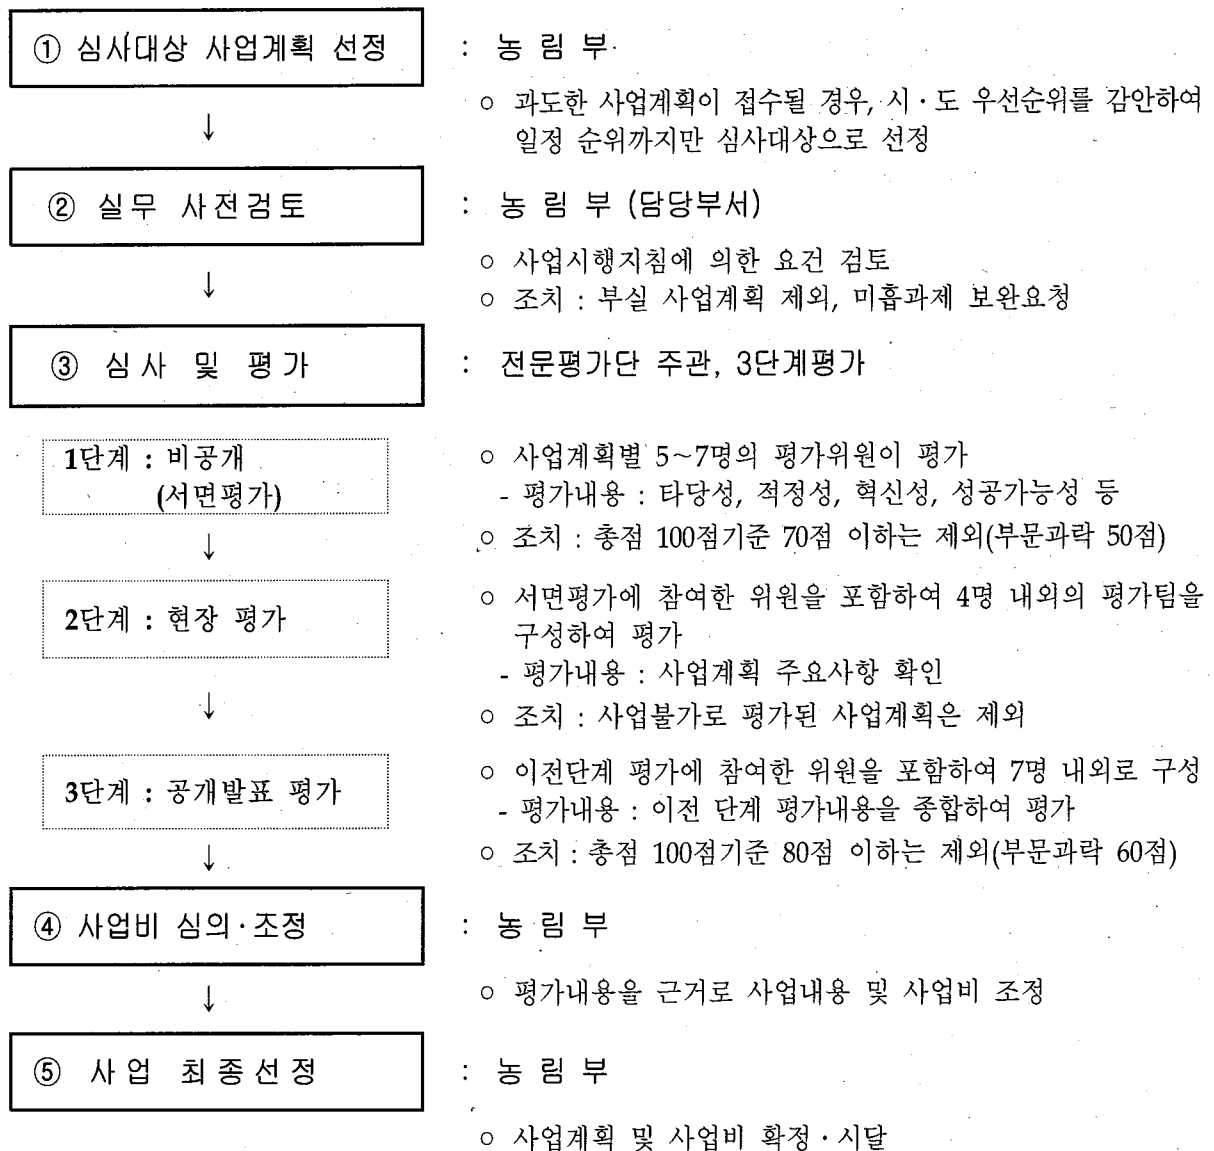 ① 심사대상 사업계획 선정 : 농 림 부
○ 과도한 사업계획이 접수될 경우, 시·도 우선순위를 감안하여
일정 순위까지만 심사대상으로 선정
↓
② 실무 사전검토 : 농 림 부 (담당부서)
○ 사업시행지침에 의한 요건 검토
○ 조치 : 부실 사업계획 제외, 미흡과제 보완요청
↓
③ 심 사 및 평 가 : 전문평가단 주관, 3단계평가
1단계 : 비공개
(서면평가)
○ 사업계획별 5~7명의 평가위원이 평가
- 평가내용 : 타당성, 적정성, 혁신성, 성공가능성 등
○ 조치 : 총점 100점기준 70점 이하는 제외(부문과락 50점)
↓
2단계 : 현장 평가
○ 서면평가에 참여한 위원을 포함하여 4명 내외의 평가팀을
구성하여 평가
- 평가내용 : 사업계획 주요사항 확인
○ 조치 : 사업불가로 평가된 사업계획은 제외
↓
3단계 : 공개발표 평가
○ 이전단계 평가에 참여한 위원을 포함하여 7명 내외로 구성
- 평가내용 : 이전 단계 평가내용을 종합하여 평가
○ 조치 : 총점 100점기준 80점 이하는 제외(부문과락 60점)
↓
④ 사업비 심의·조정 : 농 림 부
○ 평가내용을 근거로 사업내용 및 사업비 조정
↓
⑤ 사 업 최 종 선 정 : 농 림 부
○ 사업계획 및 사업비 확정·시달